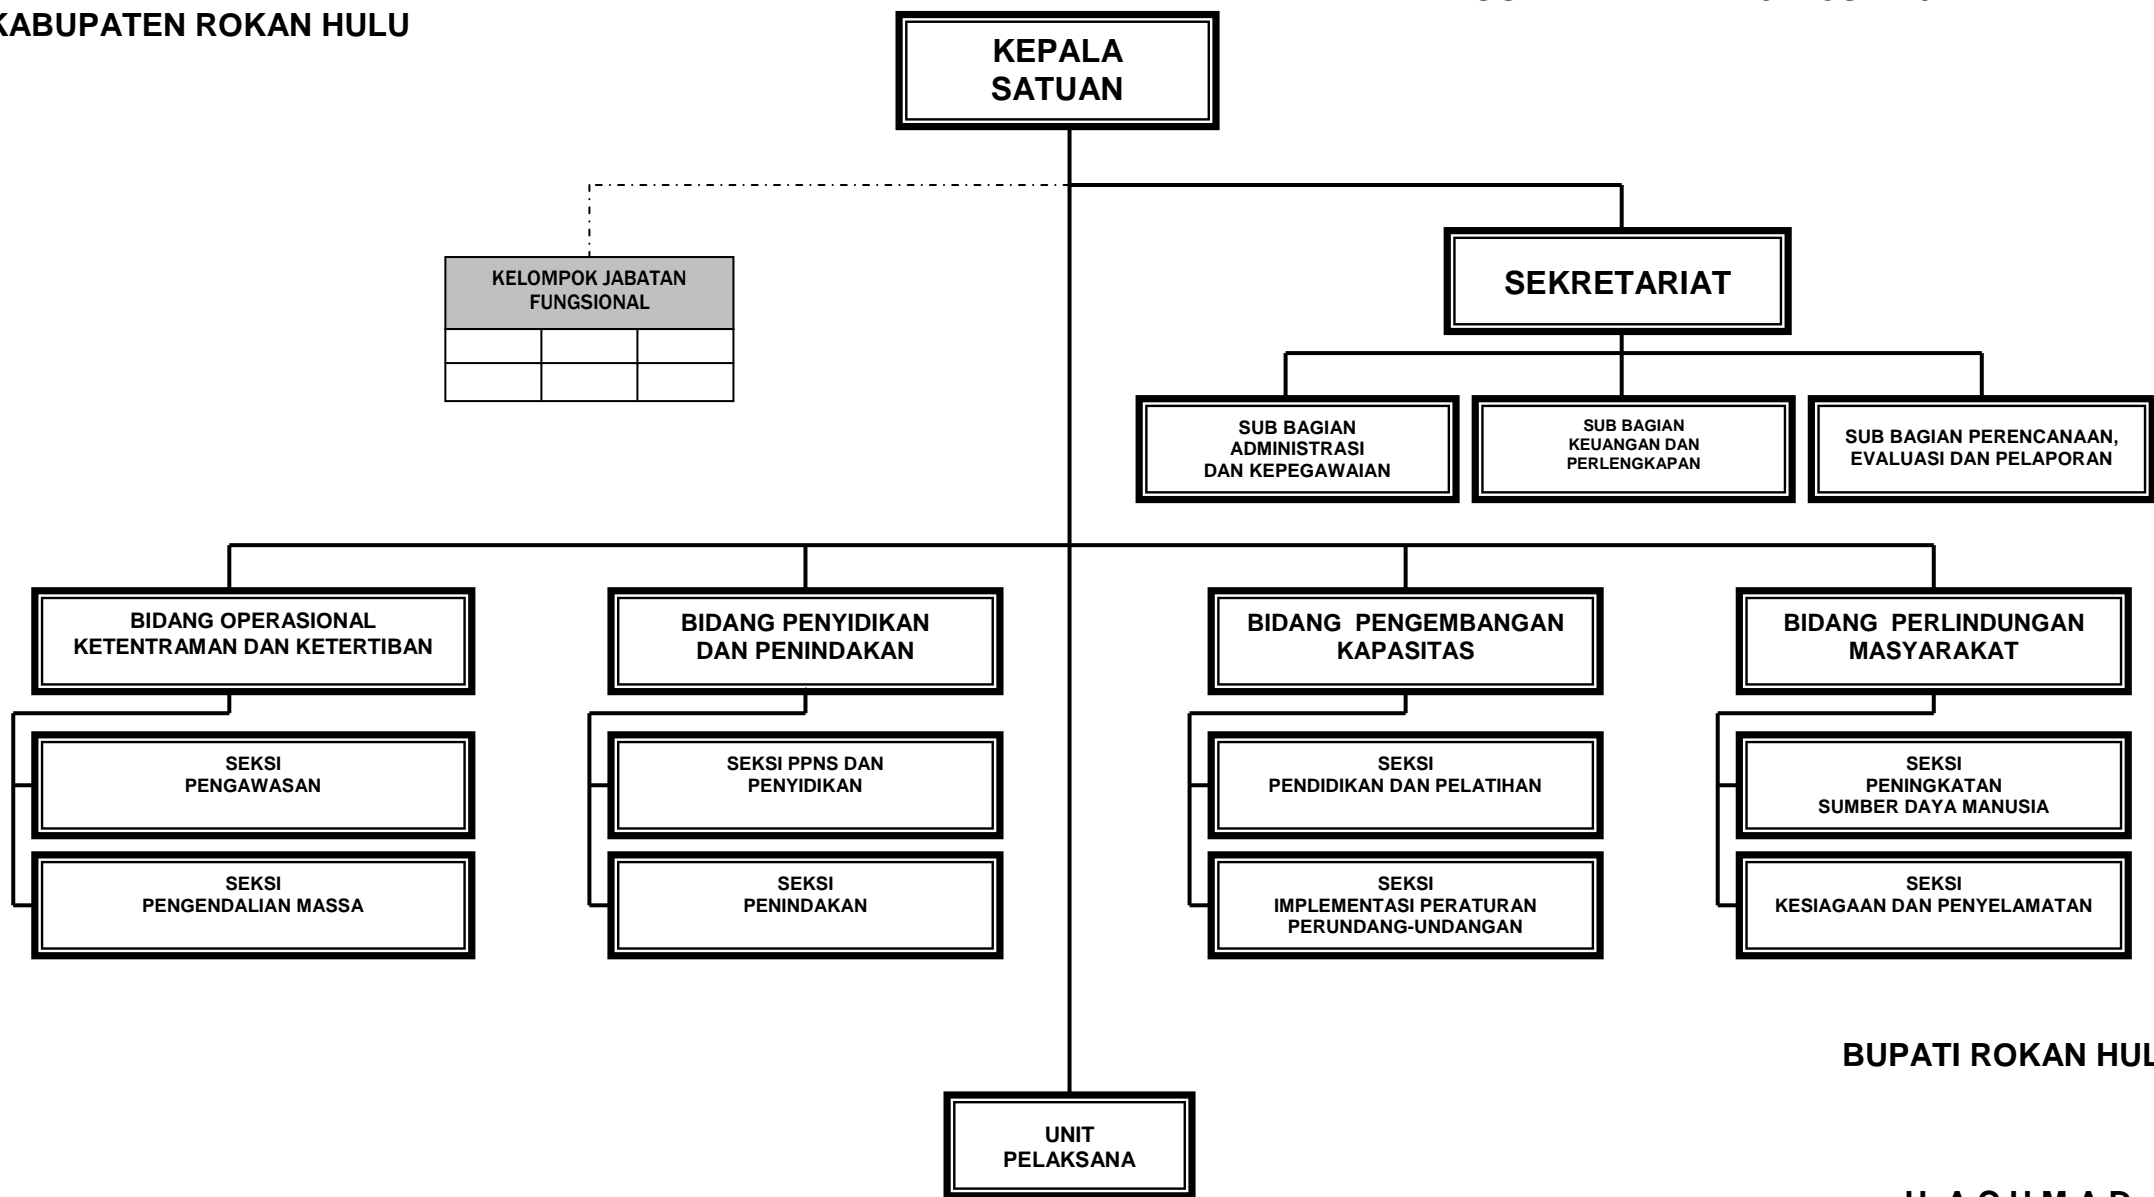 KABUPATEN ROKAN HULU
KEPALA
SATUAN
KELOMPOK JABATAN
FUNGSIONAL
SEKRETARIAT
SUB BAGIAN
ADMINISTRASI
DAN KEPEGAWAIAN
SUB BAGIAN
KEUANGAN DAN
PERLENGKAPAN
SUB BAGIAN PERENCANAAN,
EVALUASI DAN PELAPORAN
BIDANG OPERASIONAL
KETENTRAMAN DAN KETERTIBAN
BIDANG PENYIDIKAN
DAN PENINDAKAN
BIDANG PENGEMBANGAN
KAPASITAS
BIDANG PERLINDUNGAN
MASYARAKAT
SEKSI
PENGAWASAN
SEKSI PPNS DAN
PENYIDIKAN
SEKSI
PENDIDIKAN DAN PELATIHAN
SEKSI
PENINGKATAN
SUMBER DAYA MANUSIA
SEKSI
PENGENDALIAN MASSA
SEKSI
PENINDAKAN
SEKSI
IMPLEMENTASI PERATURAN
PERUNDANG-UNDANGAN
SEKSI
KESIAGAAN DAN PENYELAMATAN
BUPATI ROKAN HUL
UNIT
PELAKSANA